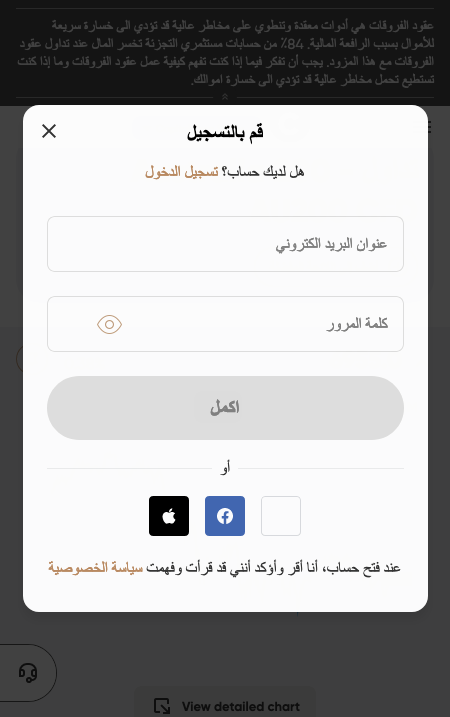 عقود الفروقات هي أدوات معقدة وتنطوي على مخاطر عالية قد تؤدي الى خسارة سريعة
للأموال بسبب الرافعة المالية. 84٪ من حسابات مستثمري التجزئة تخسر المال عند تداول عقود
الفروقات مع هذا المزود. يجب أن تفكر فيما إذا كنت تفهم كيفية عمل عقود الفروقات وما إذا كنت
تستطيع تحمل مخاطر عالية قد تؤدي الى خسارة اموالك.
قم بالتسجيل
هل لديك حساب؟ تسجيل الدخول
عنوان البريد الكتروني
كلمة المرور
اكمل
أو
عند فتح حساب، أنا أقر وأؤكد أنني قد قرأت وفهمت سياسة الخصوصية
View detailed chart